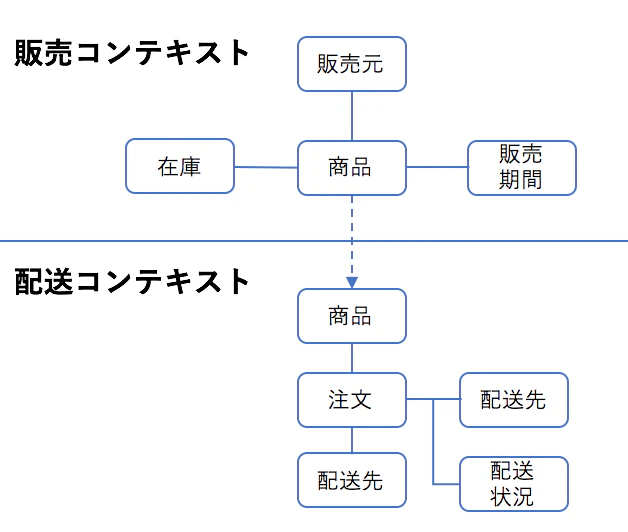 販売コンテキスト
販売元
在庫
商品
販売
期間
配送コンテキスト
商品
注文
配送先
配送先
配送
状況